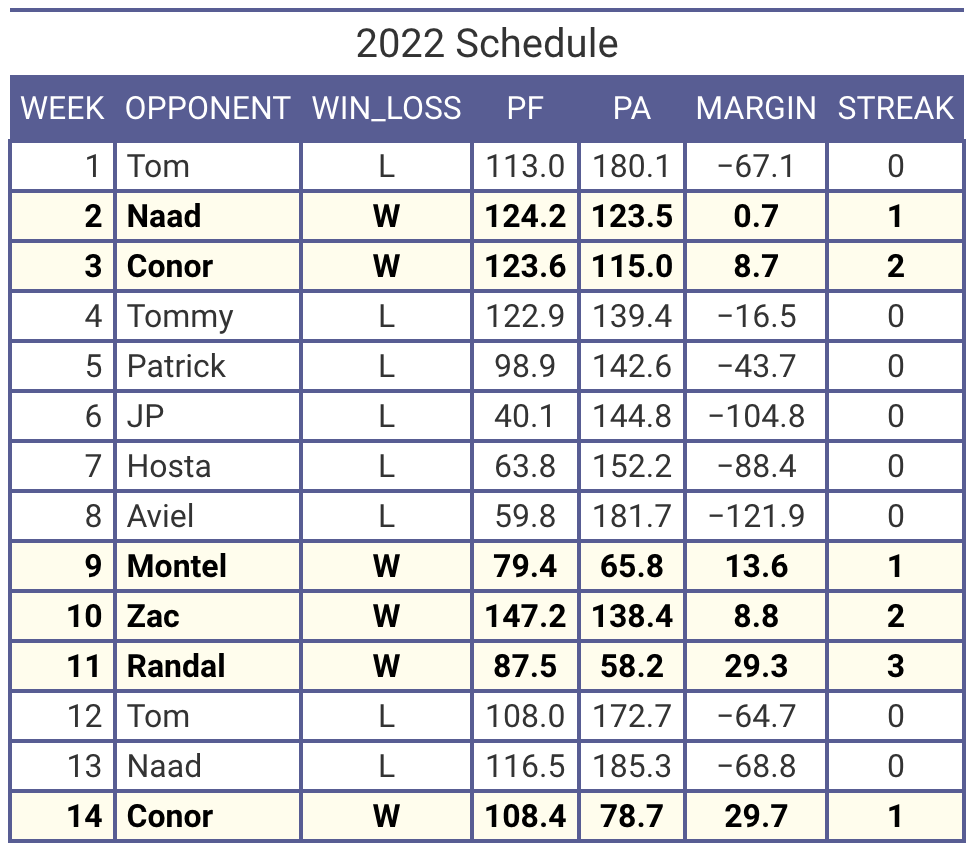 2022 Schedule
WEEK OPPONENT WIN_LOSS PF PA MARGIN STREAK
1 Tom L 113.0 180.1 −67.1 0
2 Naad W 124.2 123.5 0.7 1
3 Conor W 123.6 115.0 8.7 2
4 Tommy L 122.9 139.4 −16.5 0
5 Patrick L 98.9 142.6 −43.7 0
6 JP L 40.1 144.8 −104.8 0
7 Hosta L 63.8 152.2 −88.4 0
8 Aviel L 59.8 181.7 −121.9 0
9 Montel W 79.4 65.8 13.6 1
10 Zac W 147.2 138.4 8.8 2
11 Randal W 87.5 58.2 29.3 3
12 Tom L 108.0 172.7 −64.7 0
13 Naad L 116.5 185.3 −68.8 0
14 Conor W 108.4 78.7 29.7 1